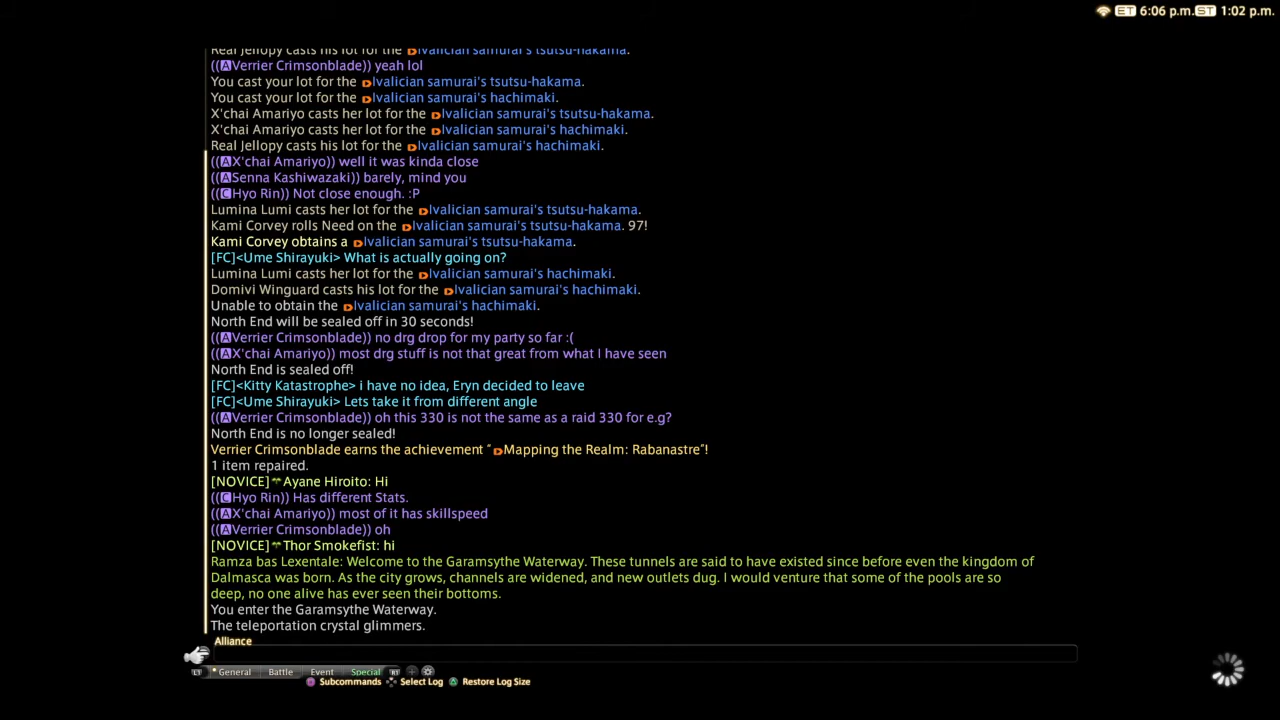 ET 6:06 p.m. ST 1:02 p.m.
Real Jellopy casts his lot for the Ivalician samurai's tsutsu-hakama.
((A Verrier Crimsonblade)) yeah lol
You cast your lot for the Ivalician samurai's tsutsu-hakama.
You cast your lot for the Ivalician samurai's hachimaki.
X'chai Amariyo casts her lot for the Ivalician samurai's tsutsu-hakama.
X'chai Amariyo casts her lot for the Ivalician samurai's hachimaki.
Real Jellopy casts his lot for the Ivalician samurai's hachimaki.
((A X'chai Amariyo)) well it was kinda close
((A Senna Kashiwazaki)) barely, mind you
((C Hyo Rin)) Not close enough. :P
Lumina Lumi casts her lot for the Ivalician samurai's tsutsu-hakama.
Kami Corvey rolls Need on the Ivalician samurai's tsutsu-hakama. 97!
Kami Corvey obtains a Ivalician samurai's tsutsu-hakama.
[FC]<Ume Shirayuki> What is actually going on?
Lumina Lumi casts her lot for the Ivalician samurai's hachimaki.
Domivi Winguard casts his lot for the Ivalician samurai's hachimaki.
Unable to obtain the Ivalician samurai's hachimaki.
North End will be sealed off in 30 seconds!
((A Verrier Crimsonblade)) no drg drop for my party so far :(
((A X'chai Amariyo)) most drg stuff is not that great from what I have seen
North End is sealed off!
[FC]<Kitty Katastrophe> i have no idea, Eryn decided to leave
[FC]<Ume Shirayuki> Lets take it from different angle
((A Verrier Crimsonblade)) oh this 330 is not the same as a raid 330 for e.g?
North End is no longer sealed!
Verrier Crimsonblade earns the achievement "Mapping the Realm: Rabanastre"!
1 item repaired.
[NOVICE] Ayane Hiroito: Hi
((C Hyo Rin)) Has different Stats.
((A X'chai Amariyo)) most of it has skillspeed
((A Verrier Crimsonblade)) oh
[NOVICE] Thor Smokefist: hi
Ramza bas Lexentale: Welcome to the Garamsythe Waterway. These tunnels are said to have existed since before even the kingdom of
Dalmasca was born. As the city grows, channels are widened, and new outlets dug. I would venture that some of the pools are so
deep, no one alive has ever seen their bottoms.
You enter the Garamsythe Waterway.
The teleportation crystal glimmers.
Alliance
L1 General Battle Event Special R1
Subcommands Select Log Restore Log Size